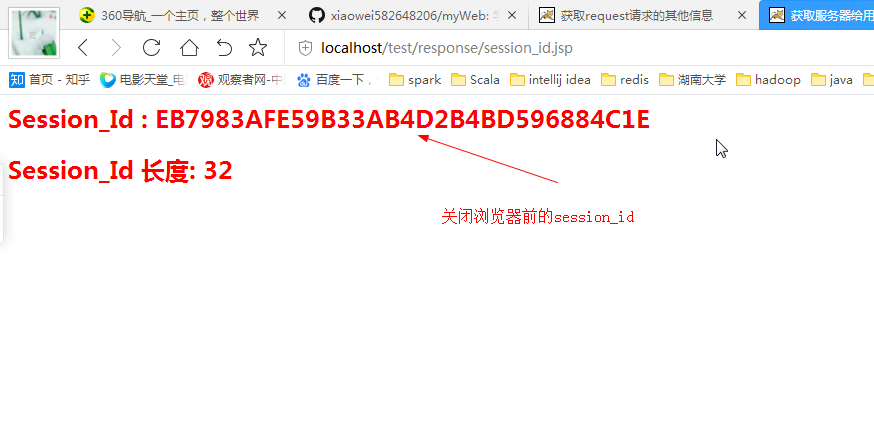 360导航_一个主页，整个世界
xiaowei582648206/myWeb:
获取request请求的其他信息
获取服务器给用
localhost/test/response/session_id.jsp
知 首页 - 知乎
电影天堂_电
观 观察者网-中
百度一下，
spark
Scala
intellij idea
redis
湖南大学
hadoop
java
Session_Id : EB7983AFE59B33AB4D2B4BD596884C1E
Session_Id 长度: 32
关闭浏览器前的session_id